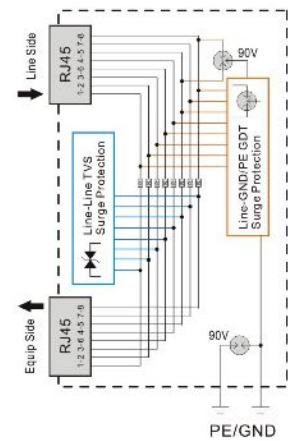 Line Side
RJ45
1-2-3-4-5-6-7-8
90V
Line-GND/PE GDT
Surge Protection
Line-Line TVS
Surge Protection
Equip Side
RJ45
1-2-3-4-5-6-7-8
90V
PE/GND